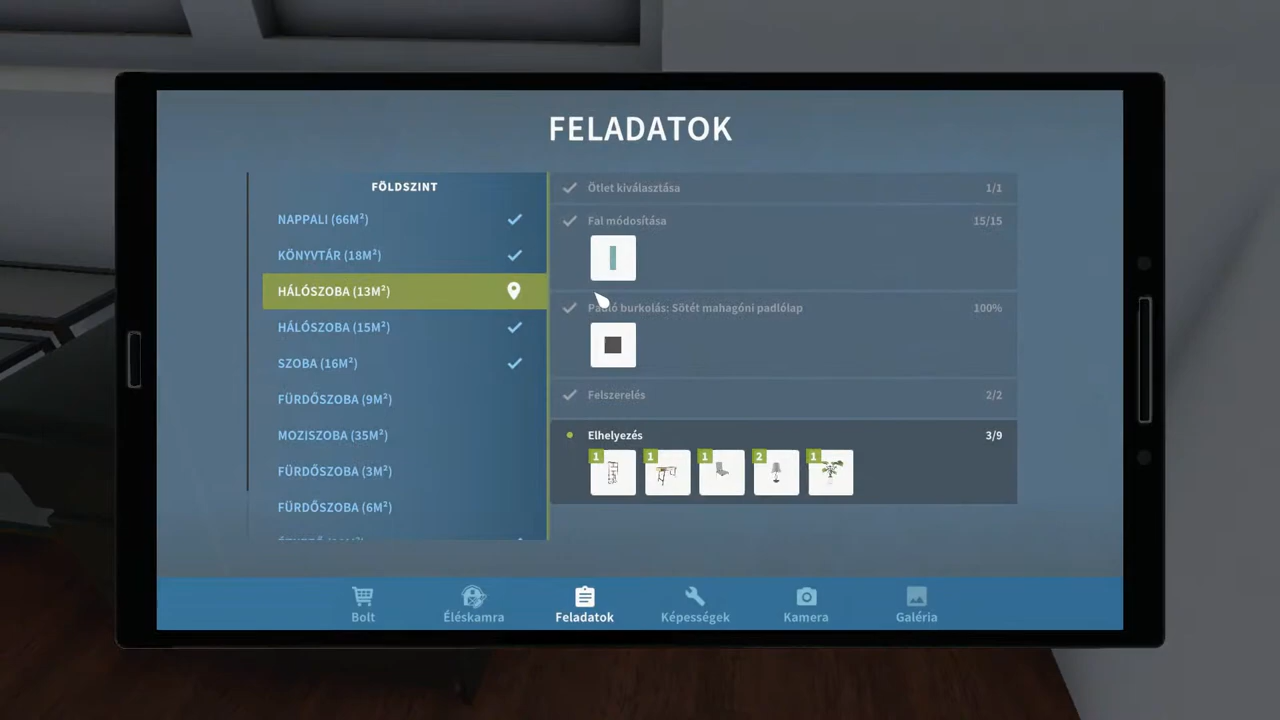 FELADATOK
FÖLDSZINT
NAPPALI (66M²)
KÖNYVTÁR (18M²)
HÁLÓSZOBA (13M²)
HÁLÓSZOBA (15M²)
SZOBA (16M²)
FÜRDŐSZOBA (9M²)
MOZISZOBA (35M²)
FÜRDŐSZOBA (3M²)
FÜRDŐSZOBA (6M²)
Ötlet kiválasztása 1/1
Fal módosítása 15/15
Padló burkolás: Sötét mahagóni padlólap 100%
Felszerelés 2/2
Elhelyezés 3/9
1 1 1 2 1
Bolt Éléskamra Feladatok Képességek Kamera Galéria